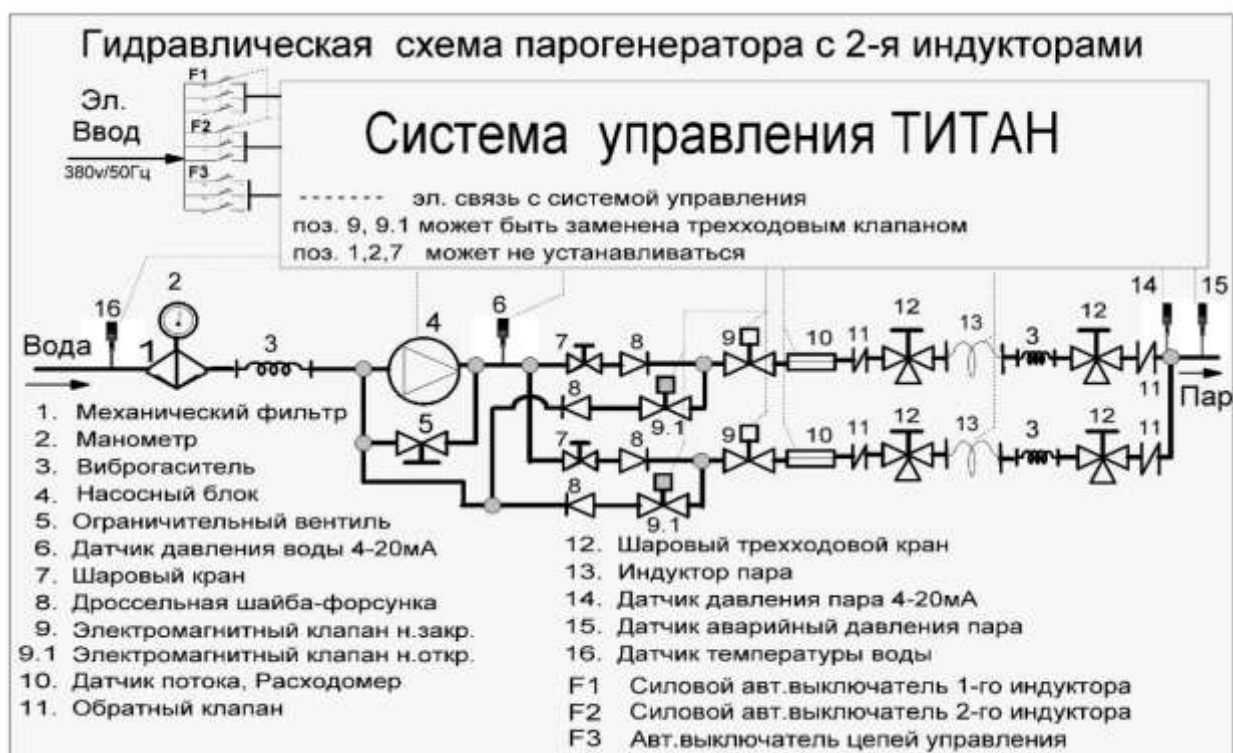 Гидравлическая схема парогенератора с 2-я индукторами
F1
Эл.
Ввод
F2
380v/50Гц
F3
Система управления ТИТАН
------- эл. связь с системой управления
поз. 9, 9.1 может быть заменена трехходовым клапаном
поз. 1,2,7 может не устанавливаться
2
16
4
6
12
12
14
15
Вода
1
3
7
8
9
10
11
13
3
11
Пар
8
9.1
5
7
8
9
10
11
12
13
3
12
11
8
9.1
1. Механический фильтр
2. Манометр
3. Виброгаситель
4. Насосный блок
5. Ограничительный вентиль
6. Датчик давления воды 4-20мА
7. Шаровый кран
8. Дроссельная шайба-форсунка
9. Электромагнитный клапан н.закр.
9.1 Электромагнитный клапан н.откр.
10. Датчик потока, Расходомер
11. Обратный клапан
12. Шаровый трехходовой кран
13. Индуктор пара
14. Датчик давления пара 4-20мА
15. Датчик аварийный давления пара
16. Датчик температуры воды
F1 Силовой авт.выключатель 1-го индуктора
F2 Силовой авт.выключатель 2-го индуктора
F3 Авт.выключатель цепей управления